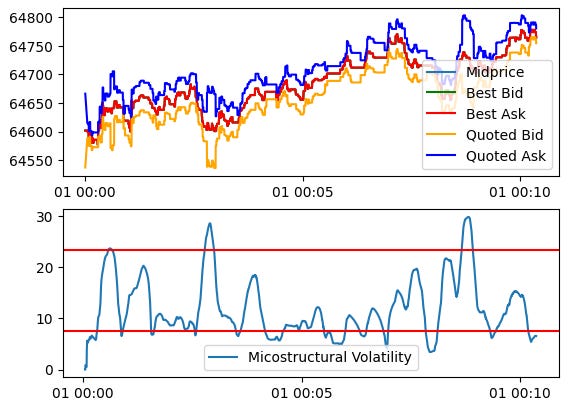 64800
64750
64700
64650
64600
64550
Midprice
Best Bid
Best Ask
Quoted Bid
Quoted Ask
01 00:00
01 00:05
01 00:10
30
20
10
0
Micostructural Volatility
01 00:00
01 00:05
01 00:10